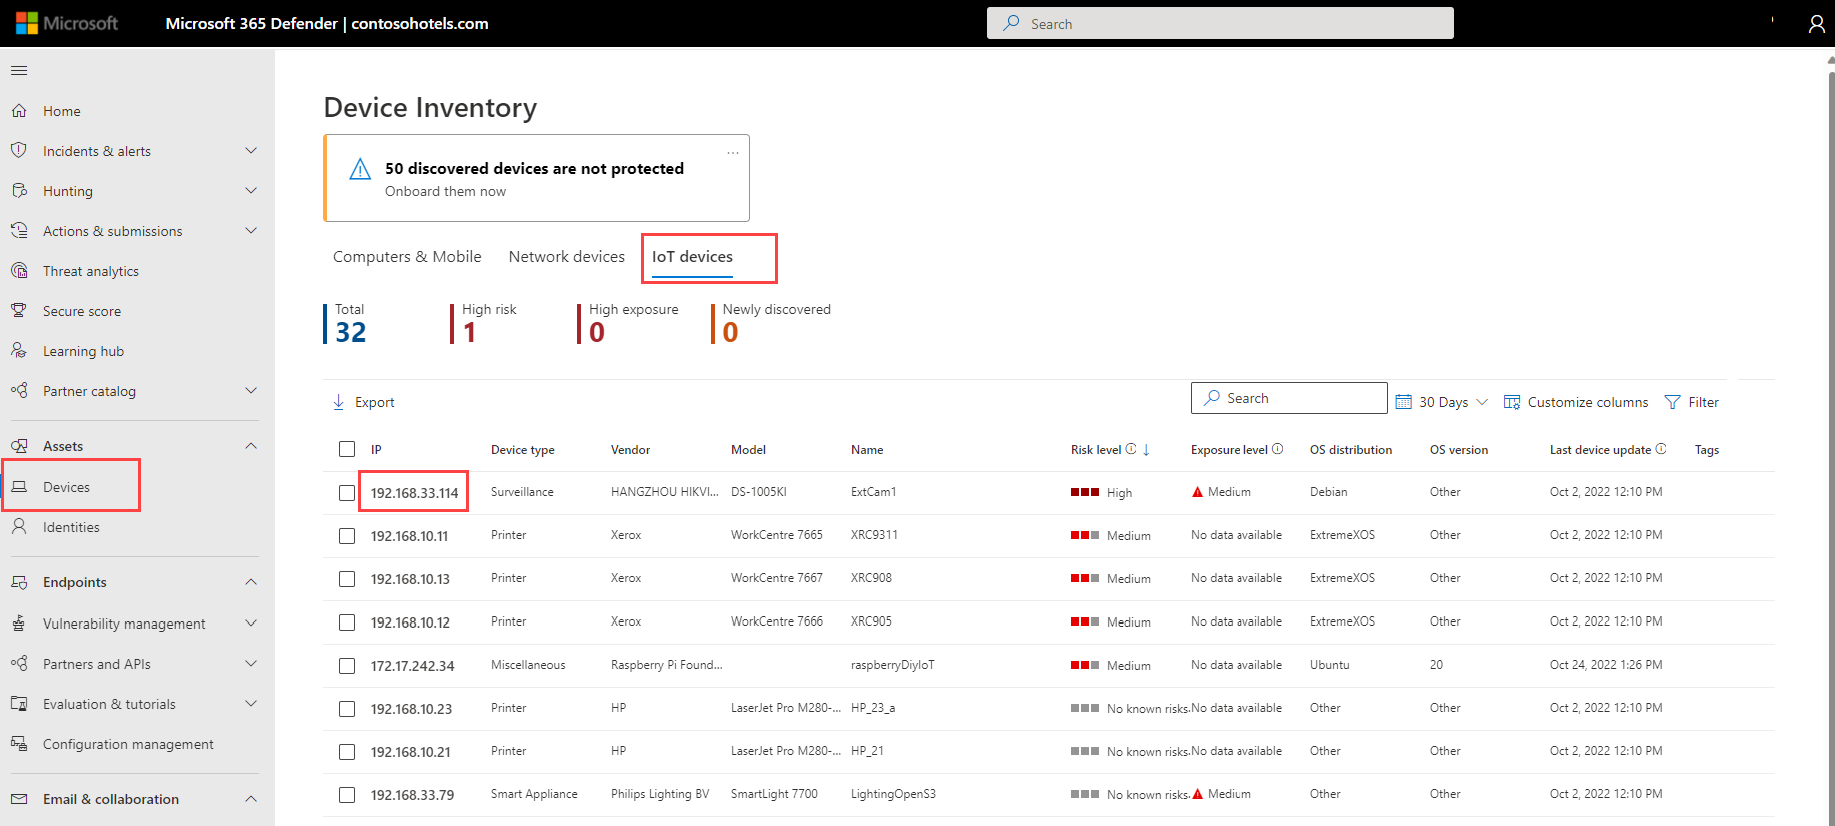 Microsoft
Microsoft 365 Defender | contosohotels.com
Search
Home
Incidents & alerts
Hunting
Actions & submissions
Threat analytics
Secure score
Learning hub
Partner catalog
Assets
Devices
Identities
Endpoints
Vulnerability management
Partners and APIs
Evaluation & tutorials
Configuration management
Email & collaboration
Device Inventory
50 discovered devices are not protected
Onboard them now
Computers & Mobile Network devices IoT devices
Total High risk High exposure Newly discovered
32 1 0 0
Export Search 30 Days Customize columns Filter
IP Device type Vendor Model Name Risk level Exposure level OS distribution OS version Last device update Tags
192.168.33.114 Surveillance HANGZHOU HIKVI... DS-1005KI ExtCam1 High Medium Debian Other Oct 2, 2022 12:10 PM
192.168.10.11 Printer Xerox WorkCentre 7665 XRC9311 Medium No data available ExtremeXOS Other Oct 2, 2022 12:10 PM
192.168.10.13 Printer Xerox WorkCentre 7667 XRC908 Medium No data available ExtremeXOS Other Oct 2, 2022 12:10 PM
192.168.10.12 Printer Xerox WorkCentre 7666 XRC905 Medium No data available ExtremeXOS Other Oct 2, 2022 12:10 PM
172.17.242.34 Miscellaneous Raspberry Pi Found... raspberryDiyIoT Medium No data available Ubuntu 20 Oct 24, 2022 1:26 PM
192.168.10.23 Printer HP LaserJet Pro M280-... HP_23_a No known risks. No data available Other Other Oct 2, 2022 12:10 PM
192.168.10.21 Printer HP LaserJet Pro M280-... HP_21 No known risks. No data available Other Other Oct 2, 2022 12:10 PM
192.168.33.79 Smart Appliance Philips Lighting BV SmartLight 7700 LightingOpenS3 No known risks. Medium Other Other Oct 2, 2022 12:10 PM